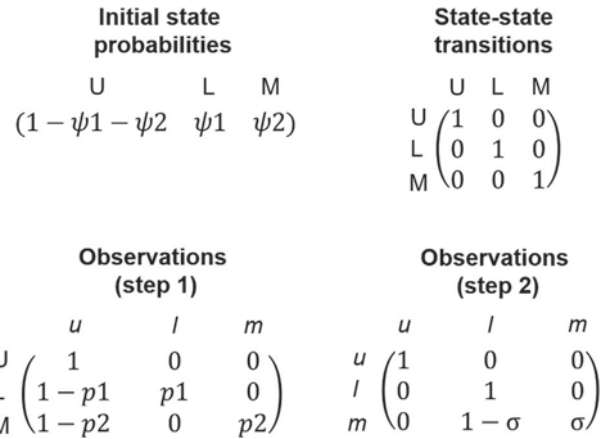 Initial state
probabilities
U L M
(1 − ψ1 − ψ2 ψ1 ψ2)
State-state
transitions
U L M
U (1 0 0)
L (0 1 0)
M (0 0 1)
Observations
(step 1)
u l m
U (1 0 0)
L (1 − p1 p1 0)
M (1 − p2 0 p2)
Observations
(step 2)
u l m
u (1 0 0)
l (0 1 0)
m (0 1 − σ σ)